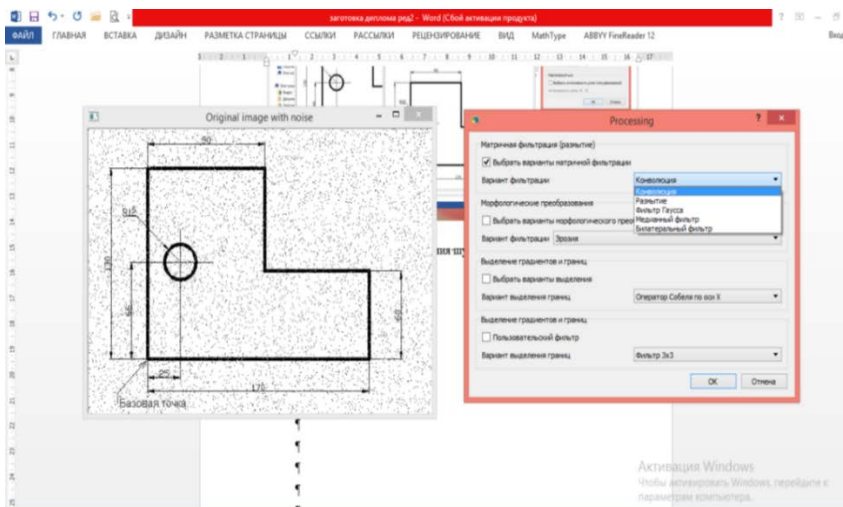 заготовка диплома ред2 - Word (Сбой активации продукта)
ФАЙЛ ГЛАВНАЯ ВСТАВКА ДИЗАЙН РАЗМЕТКА СТРАНИЦЫ ССЫЛКИ РАССЫЛКИ РЕЦЕНЗИРОВАНИЕ ВИД MathType ABBYY FineReader 12
Original image with noise
90
130
25
175
60
Базовая точка
Processing
Матричная фильтрация (размытие)
Выбрать варианты матричной фильтрации
Вариант фильтрации Конволюция
Конволюция
Размытие
Фильтр Гаусса
Медианный фильтр
Билатеральный фильтр
Морфологические преобразования
Выбрать варианты морфологического
Вариант фильтрации Эрозия
Выделение градиентов и границ
Выбрать варианты выделения
Вариант выделения границ Оператор Собеля по оси X
Выделение градиентов и границ
Пользовательский фильтр
Вариант выделения границ Фильтр 3x3
OK Отмена
Активация Windows
Чтобы активировать Windows, перейдите к
параметрам компьютера.